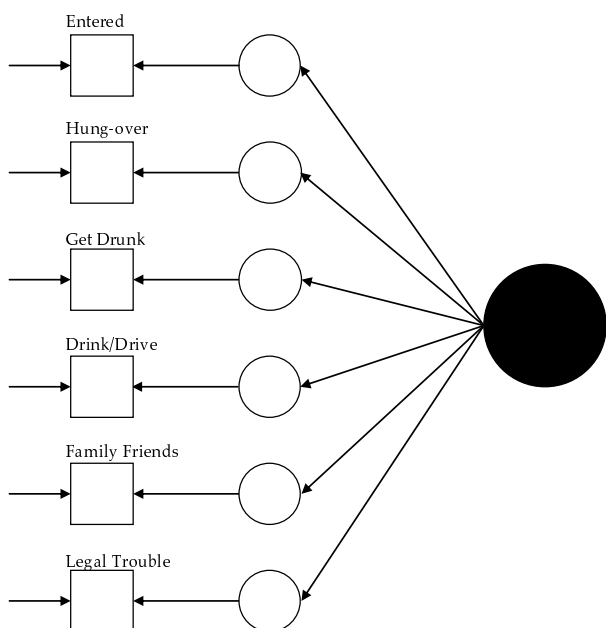 Entered
Hung-over
Get Drunk
Drink/Drive
Family Friends
Legal Trouble